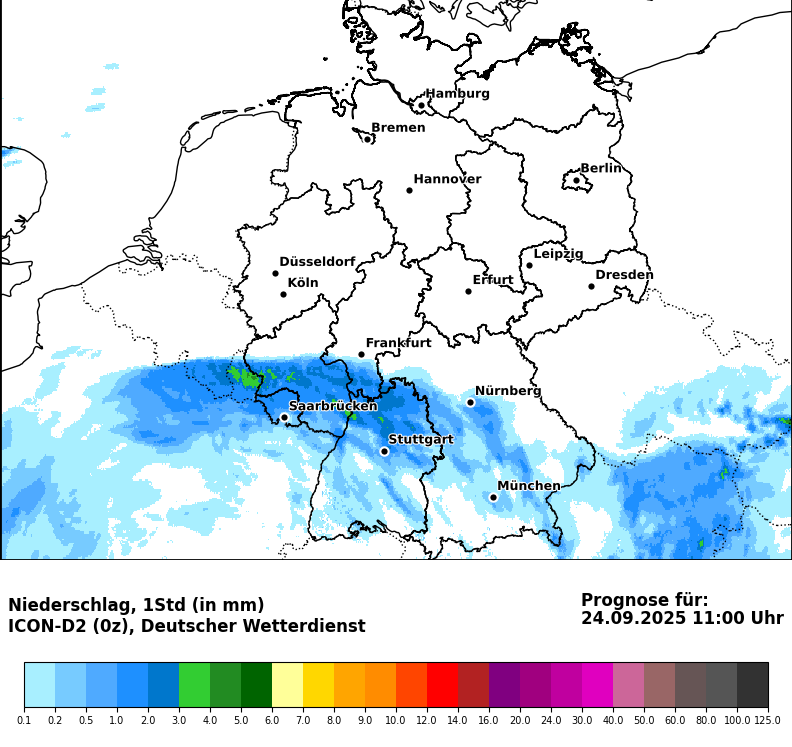 Hamburg
Bremen
Berlin
Hannover
Leipzig
Düsseldorf
Dresden
Köln
Erfurt
Frankfurt
Nürnberg
Saarbrücken
Stuttgart
München
Niederschlag, 1Std (in mm)
ICON-D2 (0z), Deutscher Wetterdienst
Prognose für:
24.09.2025 11:00 Uhr
0.1 0.2 0.5 1.0 2.0 3.0 4.0 5.0 6.0 7.0 8.0 9.0 10.0 12.0 14.0 16.0 20.0 24.0 30.0 40.0 50.0 60.0 80.0 100.0 125.0